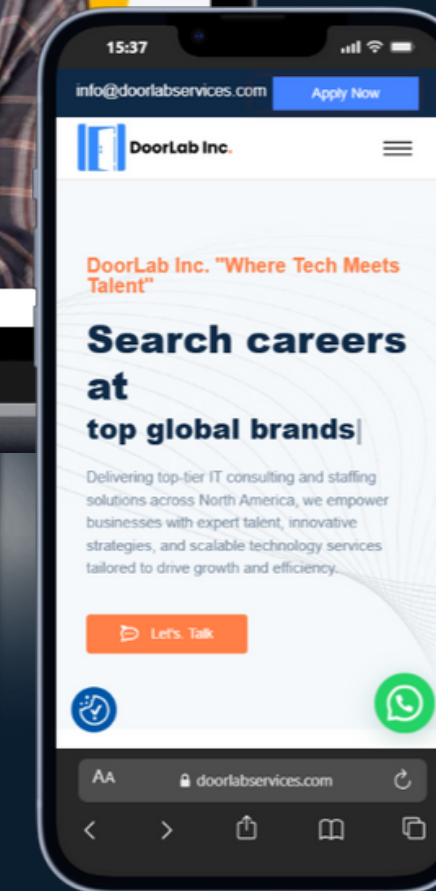 15:37
info@doorlabservices.com
Apply Now
DoorLab Inc.
DoorLab Inc. "Where Tech Meets
Talent"
Search careers
at
top global brands|
Delivering top-tier IT consulting and staffing
solutions across North America, we empower
businesses with expert talent, innovative
strategies, and scalable technology services
tailored to drive growth and efficiency.
Let's. Talk
AA
doorlabservices.com